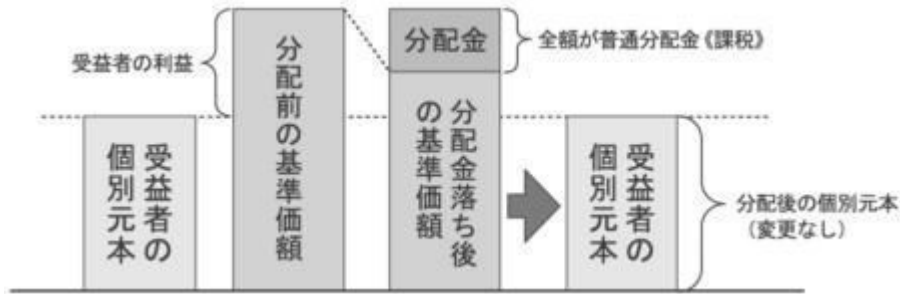 受益者の利益
受益者の
個別元本
分配前の基準価額
分配金
全額が普通分配金《課税》
分配金落ち後
の基準価額
受益者の
個別元本
分配後の個別元本
（変更なし）